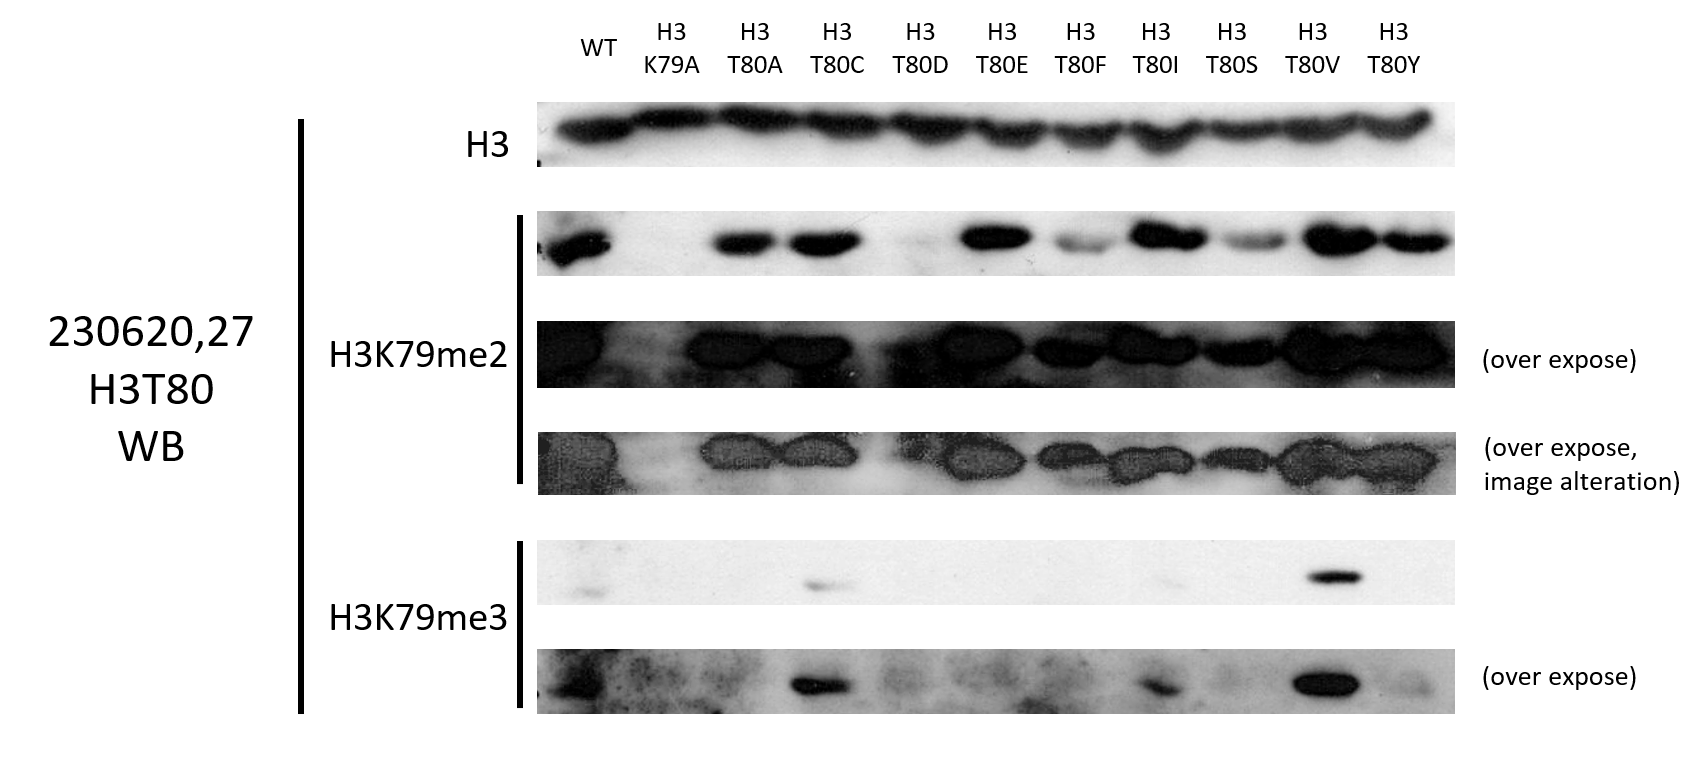 WT
H3
K79A
H3
T80A
H3
T80C
H3
T80D
H3
T80E
H3
T80F
H3
T80I
H3
T80S
H3
T80V
H3
T80Y
230620,27
H3T80
WB
H3
H3K79me2
(over expose)
(over expose,
image alteration)
H3K79me3
(over expose)